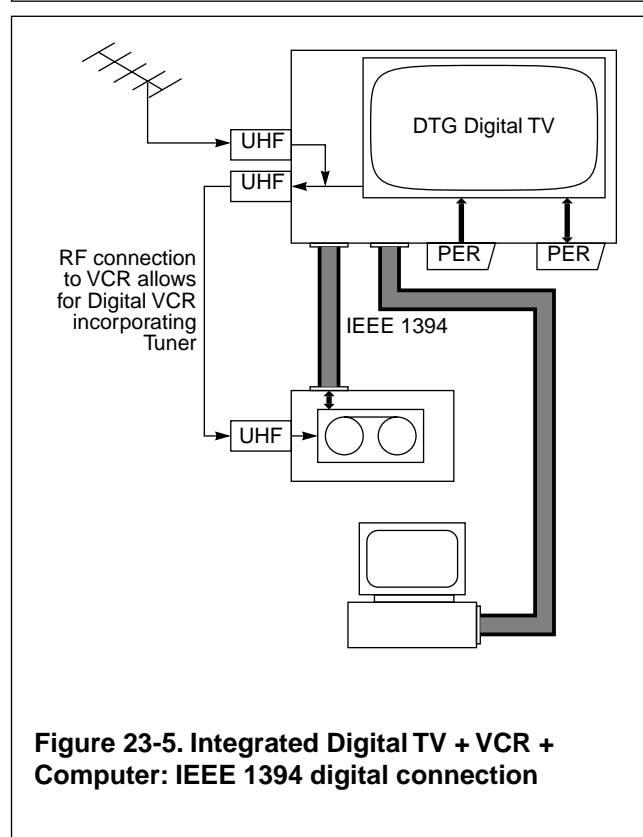 DTG Digital TV
UHF
UHF
PER
PER
RF connection
to VCR allows
for Digital VCR
incorporating
Tuner
IEEE 1394
UHF
Figure 23-5. Integrated Digital TV + VCR +
Computer: IEEE 1394 digital connection